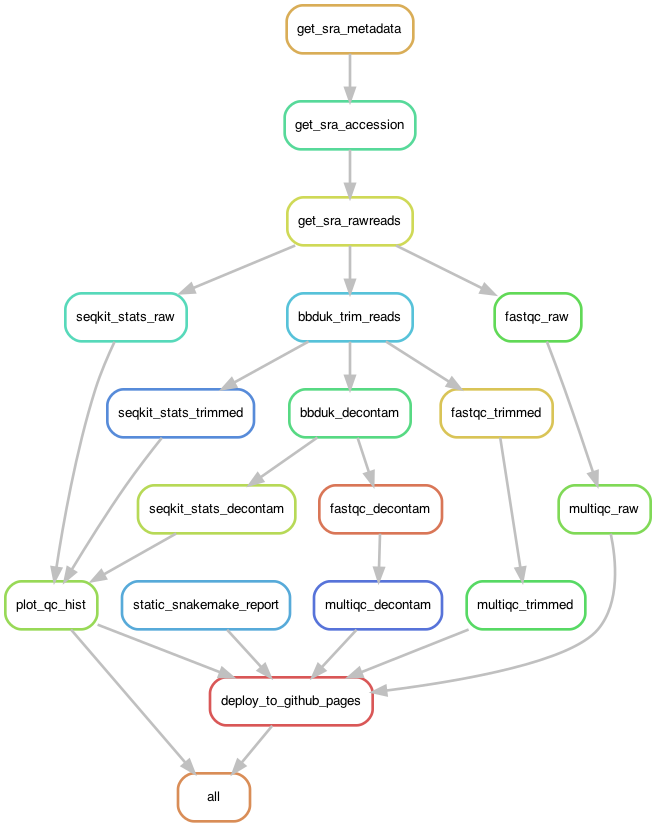 get_sra_metadata
get_sra_accession
get_sra_rawreads
seqkit_stats_raw
bbduk_trim_reads
fastqc_raw
seqkit_stats_trimmed
bbduk_decontam
fastqc_trimmed
seqkit_stats_decontam
fastqc_decontam
multiqc_raw
plot_qc_hist
static_snakemake_report
multiqc_decontam
multiqc_trimmed
deploy_to_github_pages
all